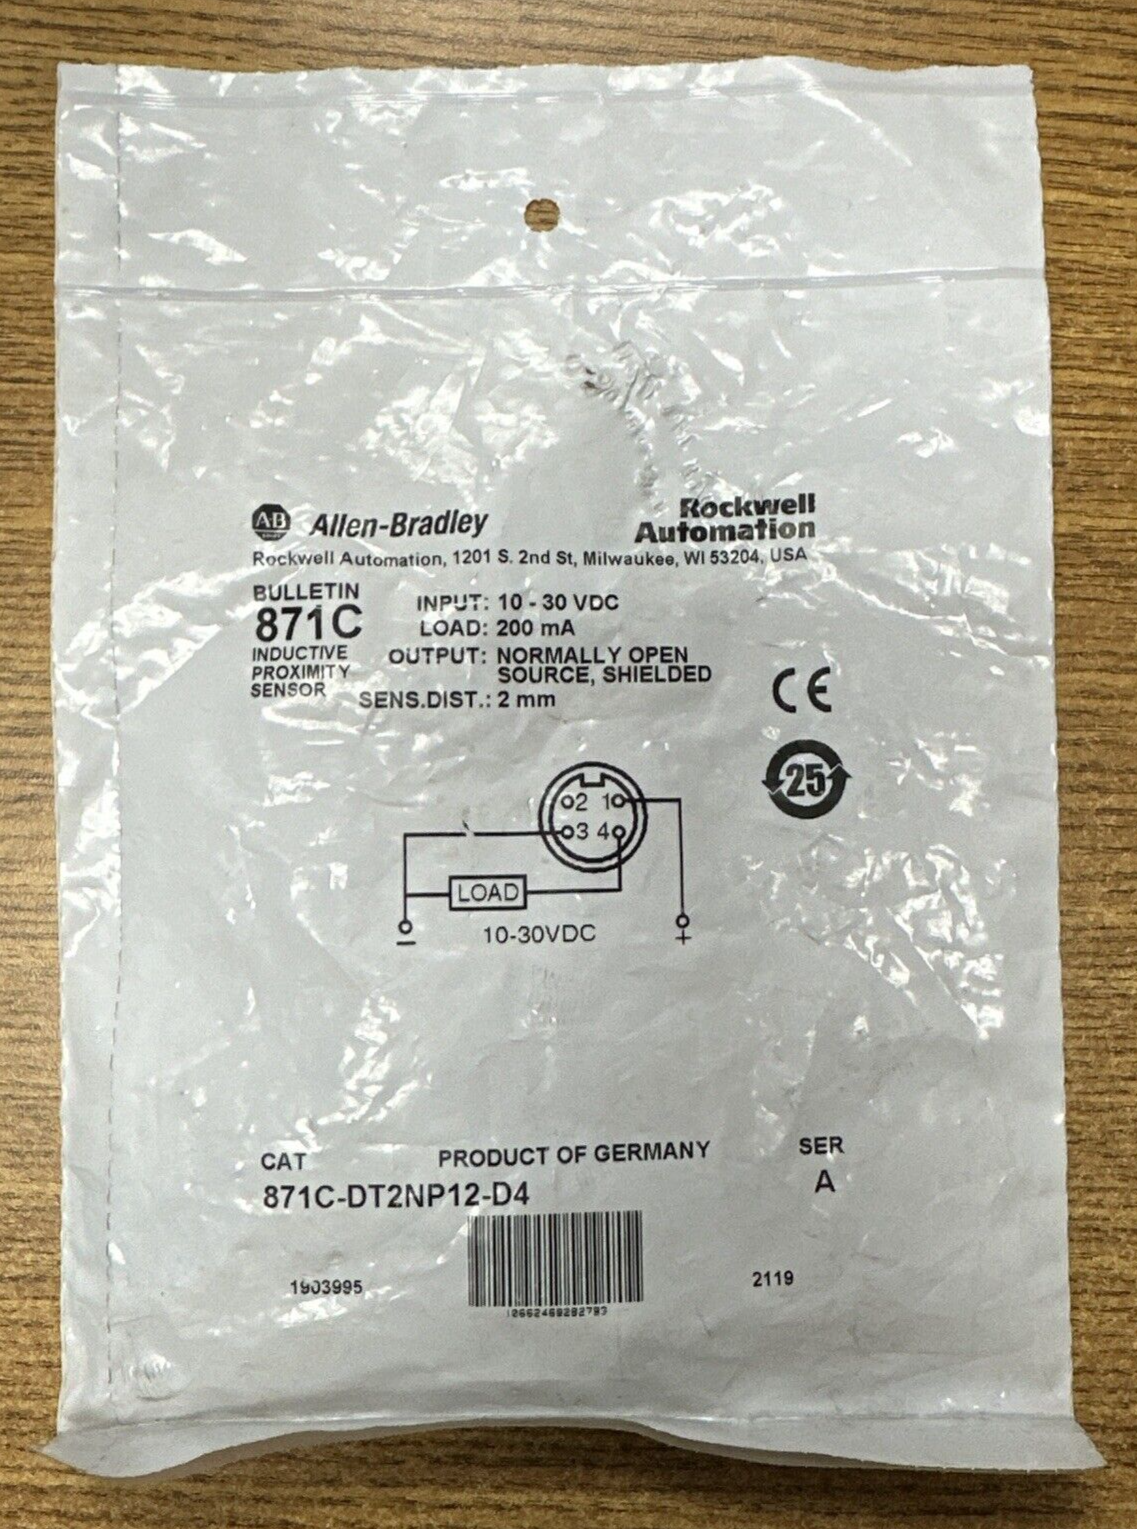 AB Allen-Bradley
Rockwell
Automation
Rockwell Automation, 1201 S. 2nd St, Milwaukee, WI 53204, USA
BULLETIN
871C
INDUCTIVE
PROXIMITY
SENSOR
INPUT: 10 - 30 VDC
LOAD: 200 mA
OUTPUT: NORMALLY OPEN
SOURCE, SHIELDED
SENS.DIST.: 2 mm
CE
25
2 1
3 4
LOAD
10-30VDC
–
+
CAT
PRODUCT OF GERMANY
SER
871C-DT2NP12-D4
A
1903995
2119